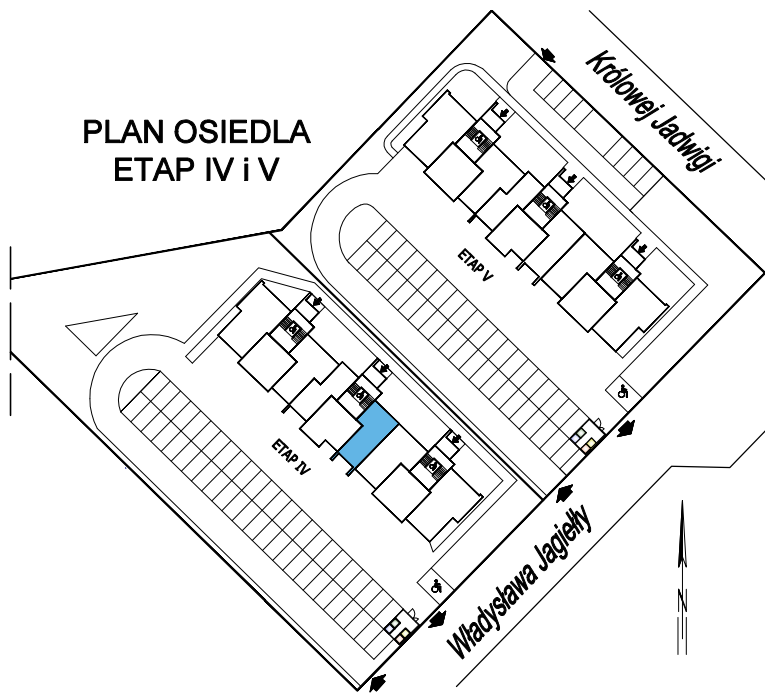 PLAN OSIEDLA
ETAP IV i V
Królowej Jadwigi
ETAP V
ETAP IV
Władysława Jagiełły
N